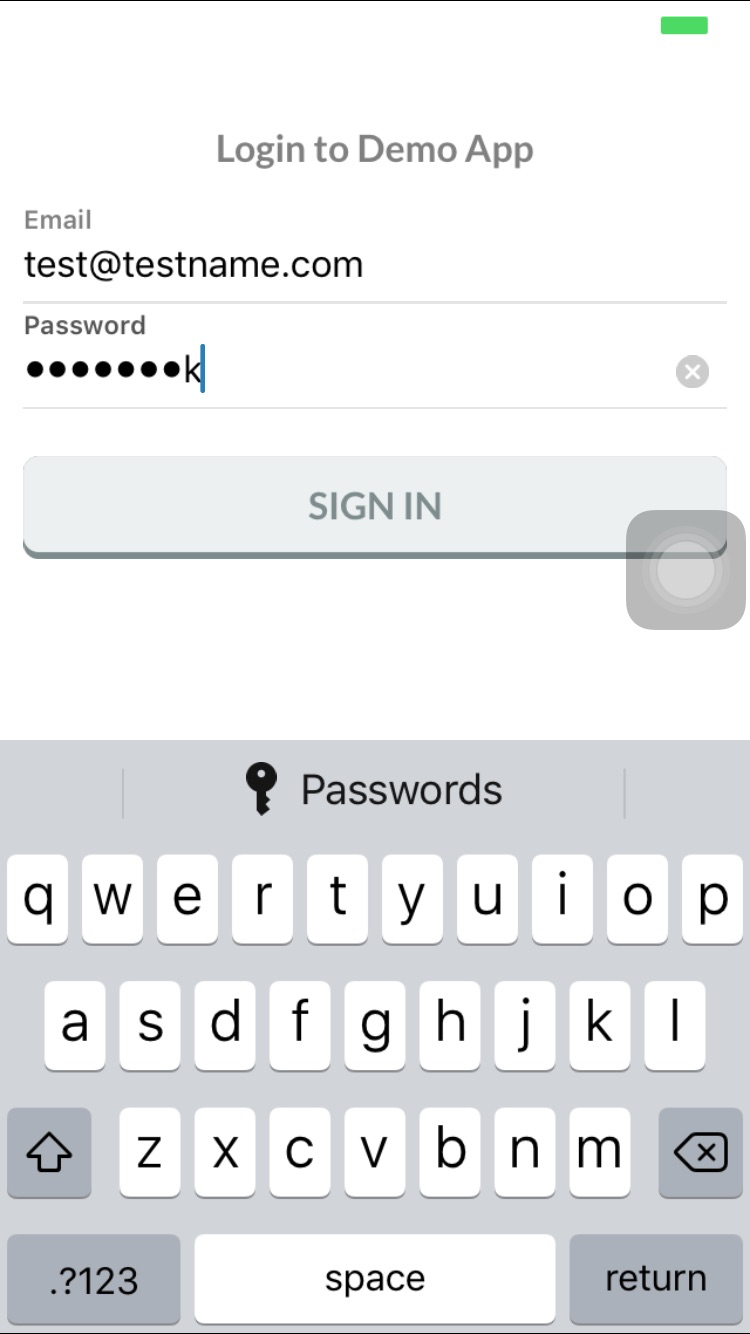 Login to Demo App
Email
test@testname.com
Password
•••••••k
SIGN IN
Passwords
q w e r t y u i o p
a s d f g h j k l
z x c v b n m
.?123 space return